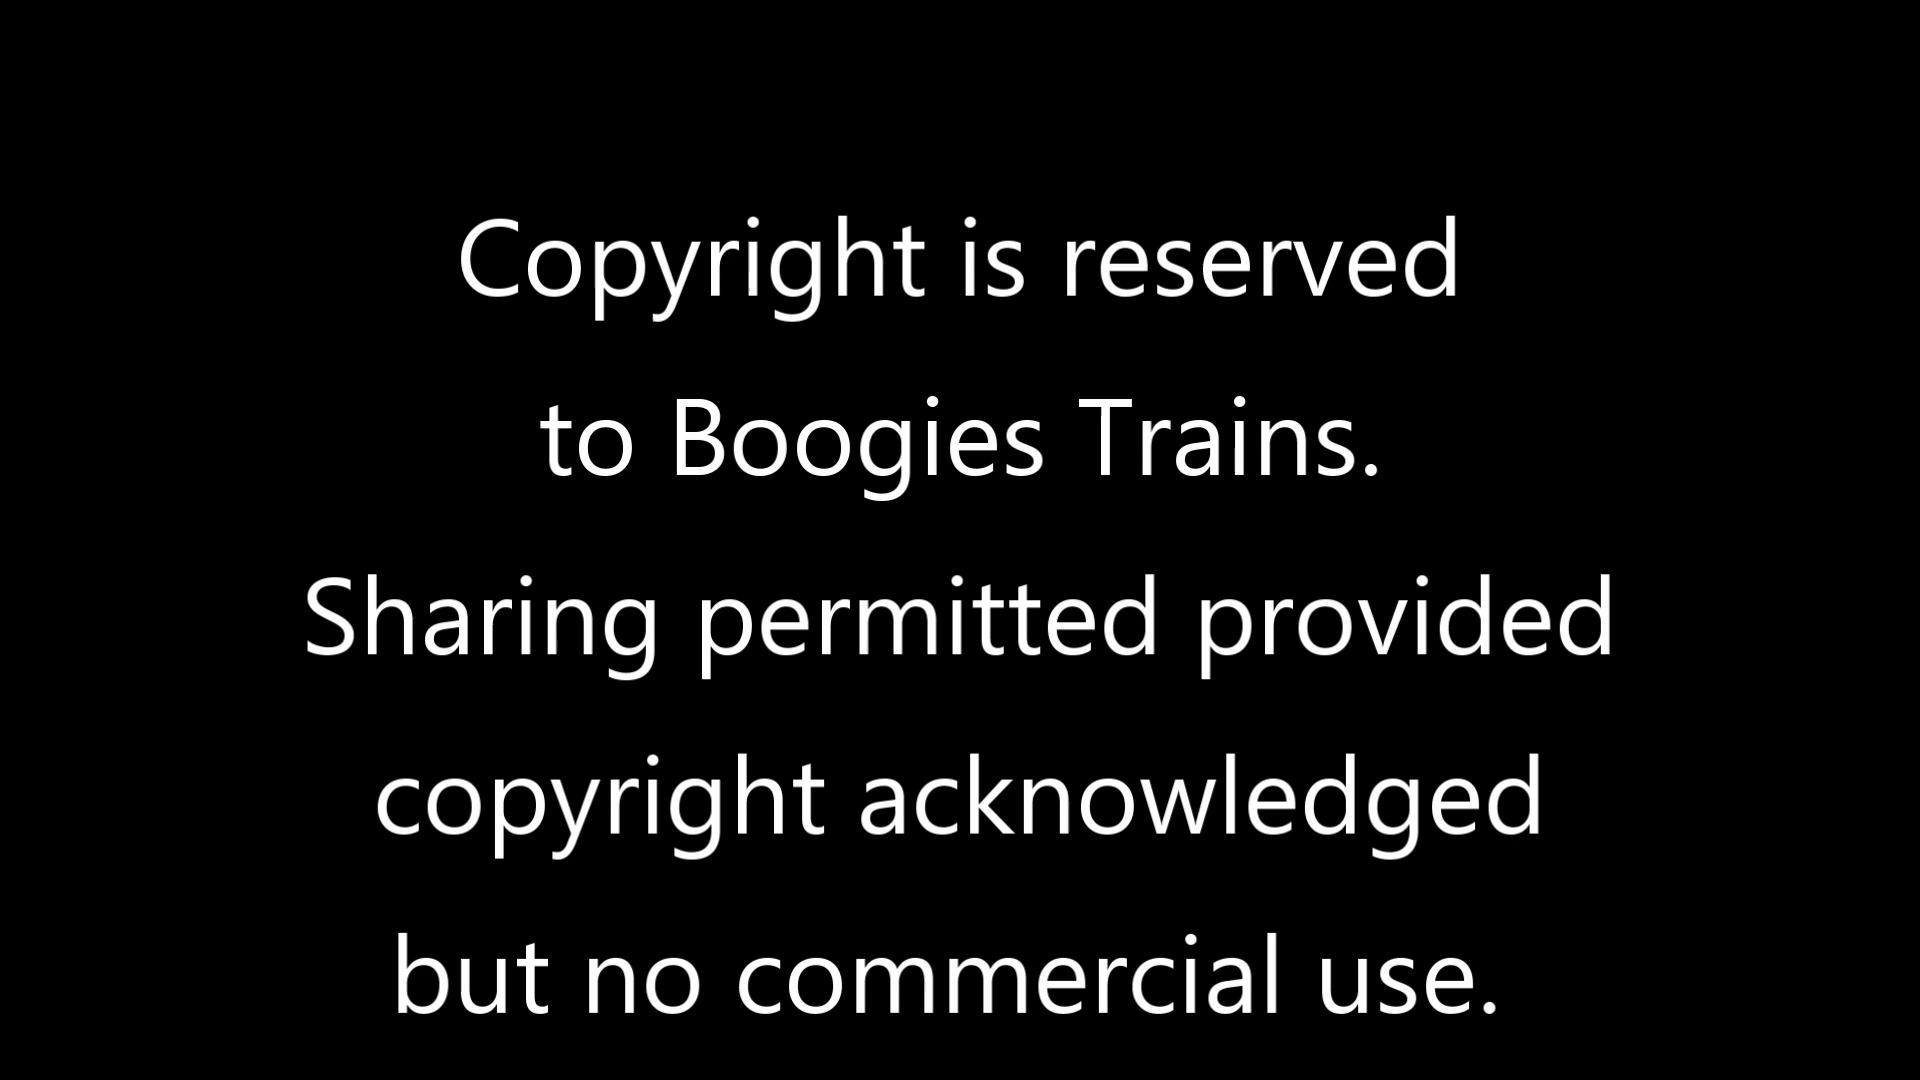 Copyright is reserved
to Boogies Trains.
Sharing permitted provided
copyright acknowledged
but no commercial use.